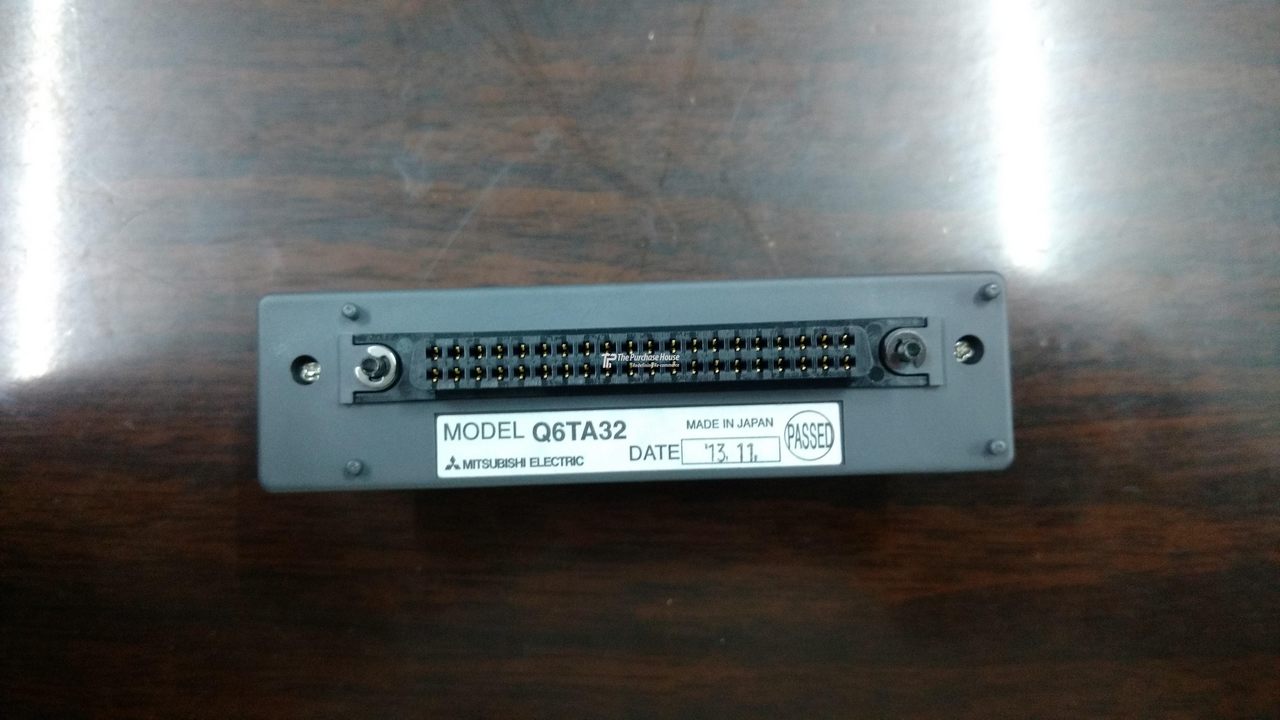 The Purchase House
MODEL Q6TA32
MADE IN JAPAN
MITSUBISHI ELECTRIC
DATE '13. 11.
PASSED